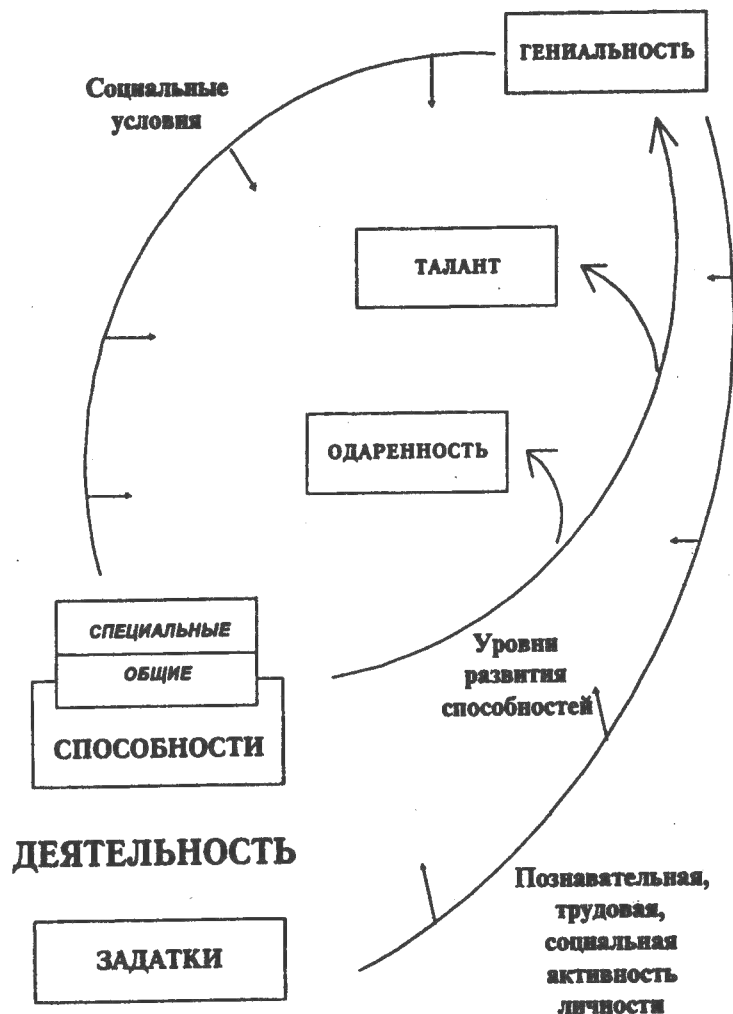 ГЕНИАЛЬНОСТЬ
Социальные
условия
ТАЛАНТ
ОДАРЕННОСТЬ
СПЕЦИАЛЬНЫЕ
ОБЩИЕ
СПОСОБНОСТИ
Уровни
развития
способностей
ДЕЯТЕЛЬНОСТЬ
ЗАДАТКИ
Познавательная,
трудовая,
социальная
активность
личности